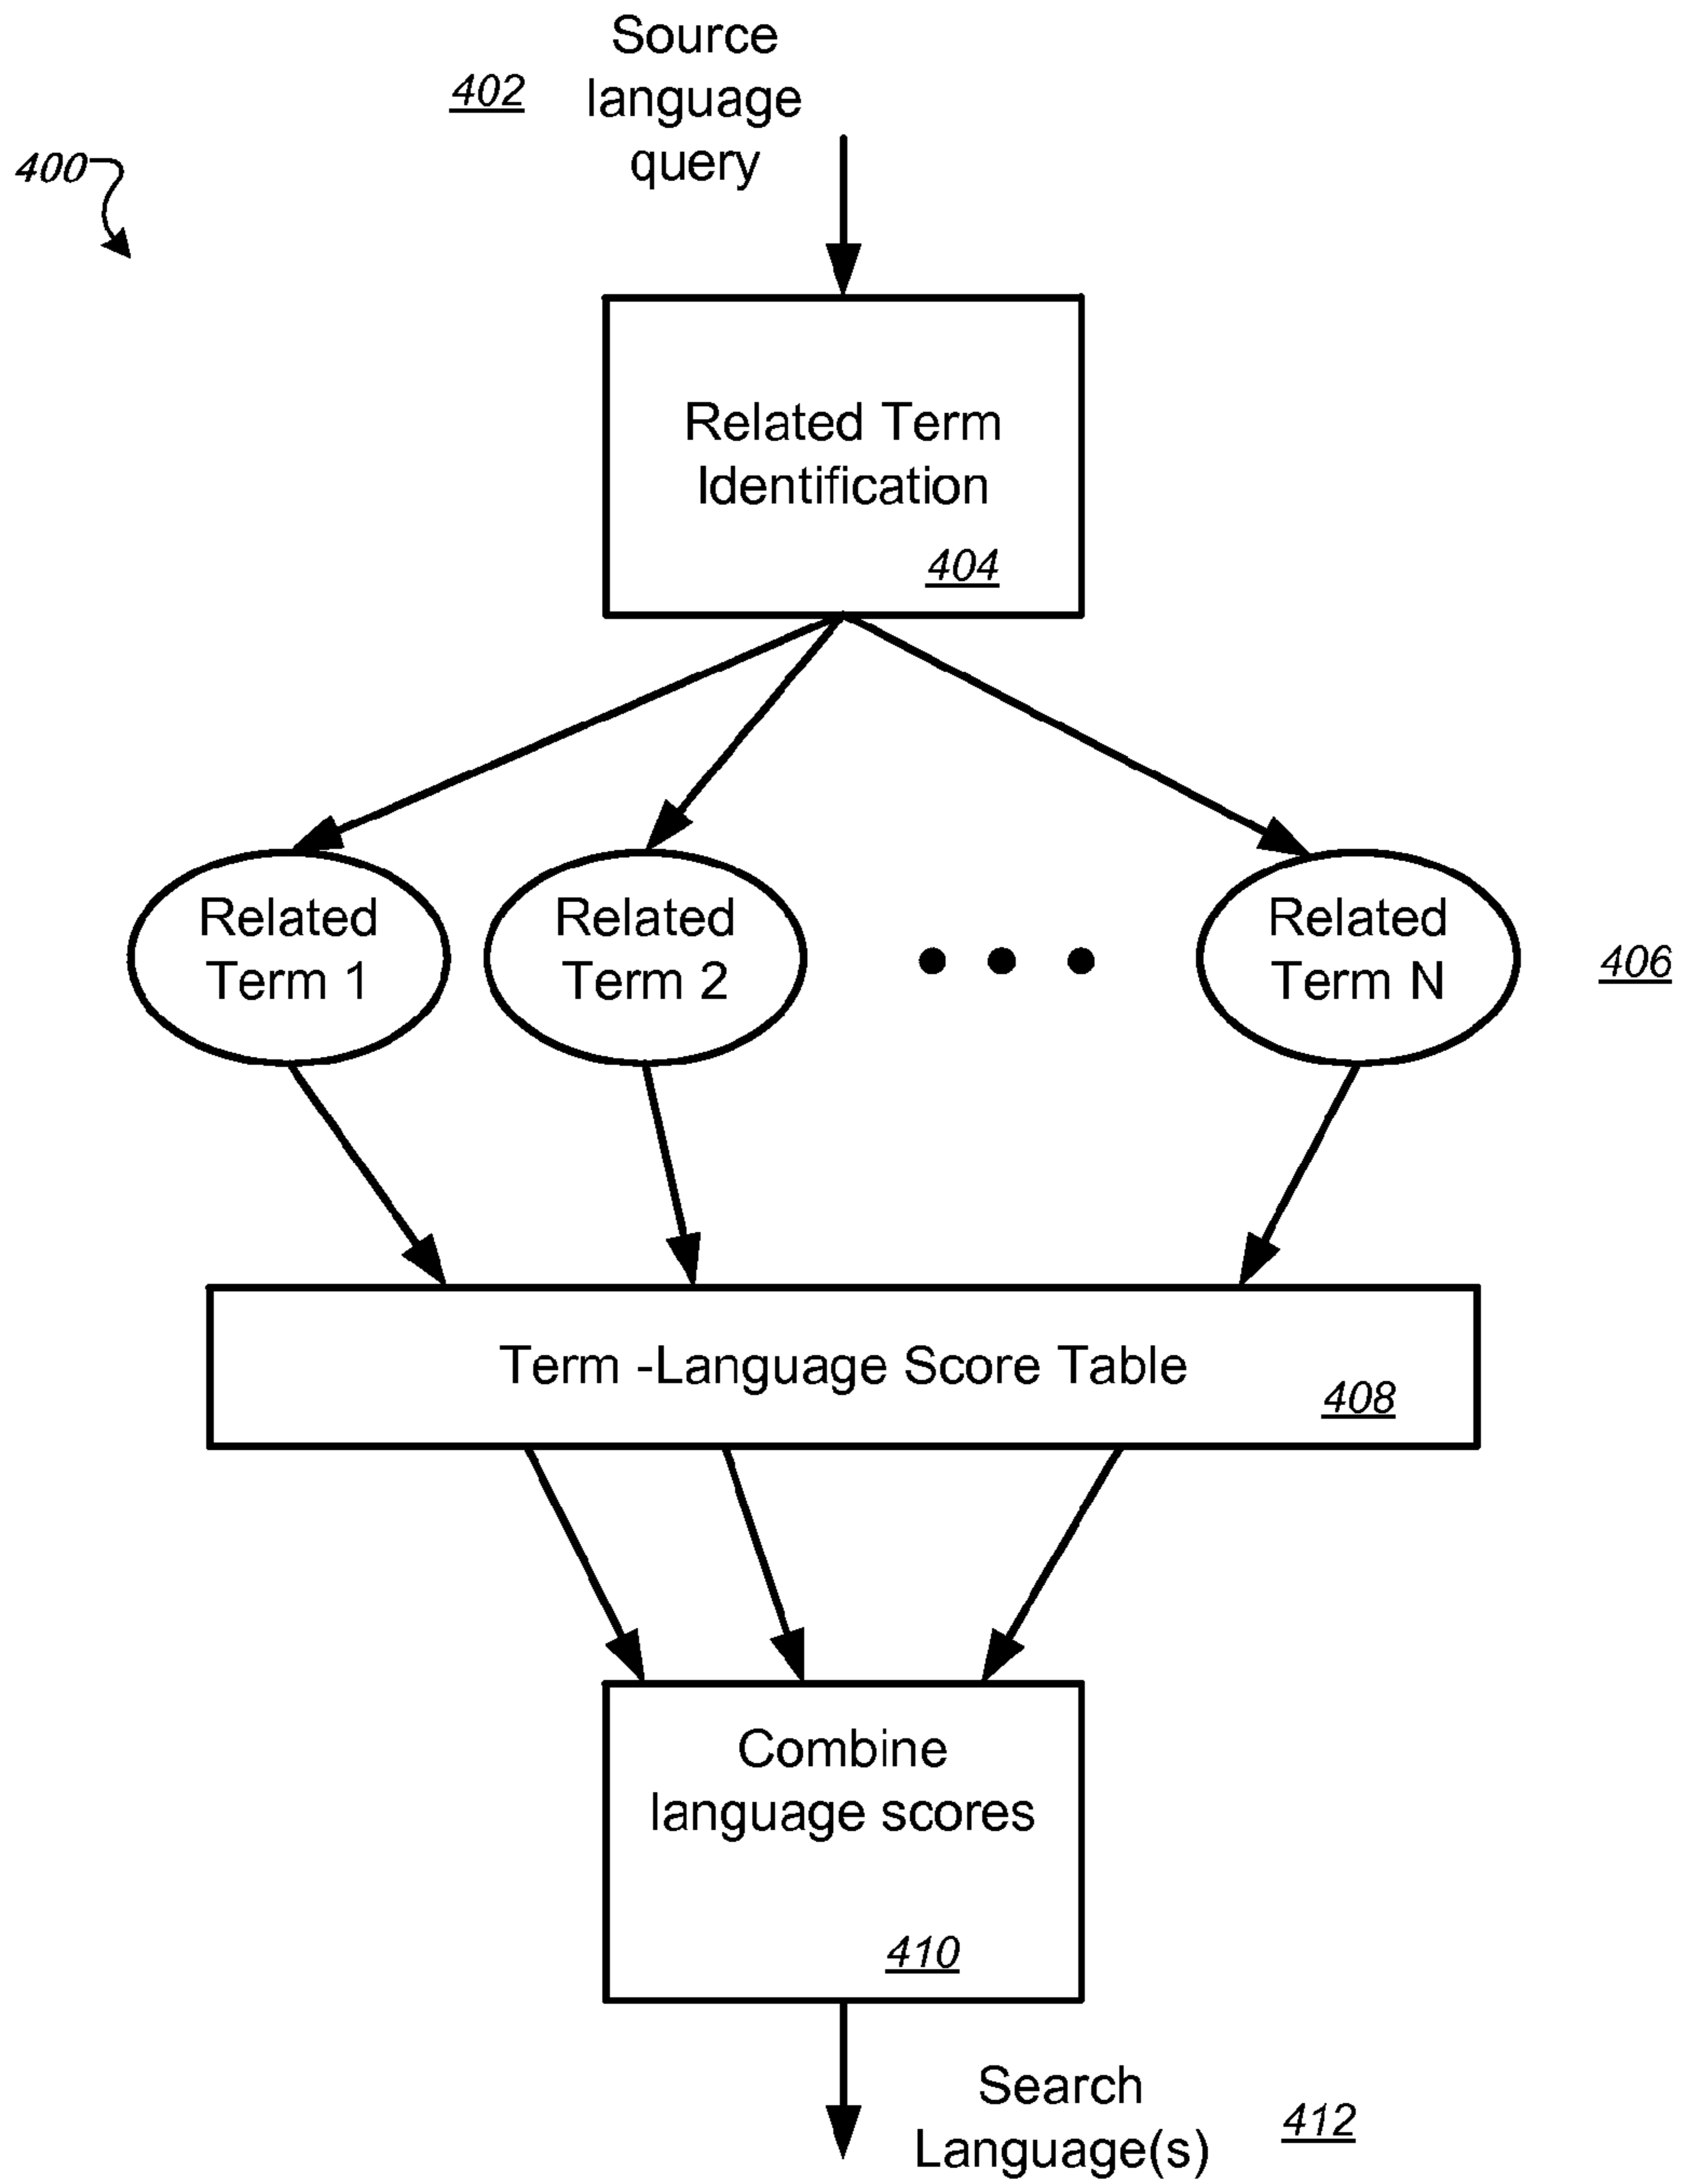 Source
language
query
402
400
Related Term
Identification
404
Related
Term 1
Related
Term 2
Related
Term N
406
Term -Language Score Table
408
Combine
language scores
410
Search
Language(s)
412